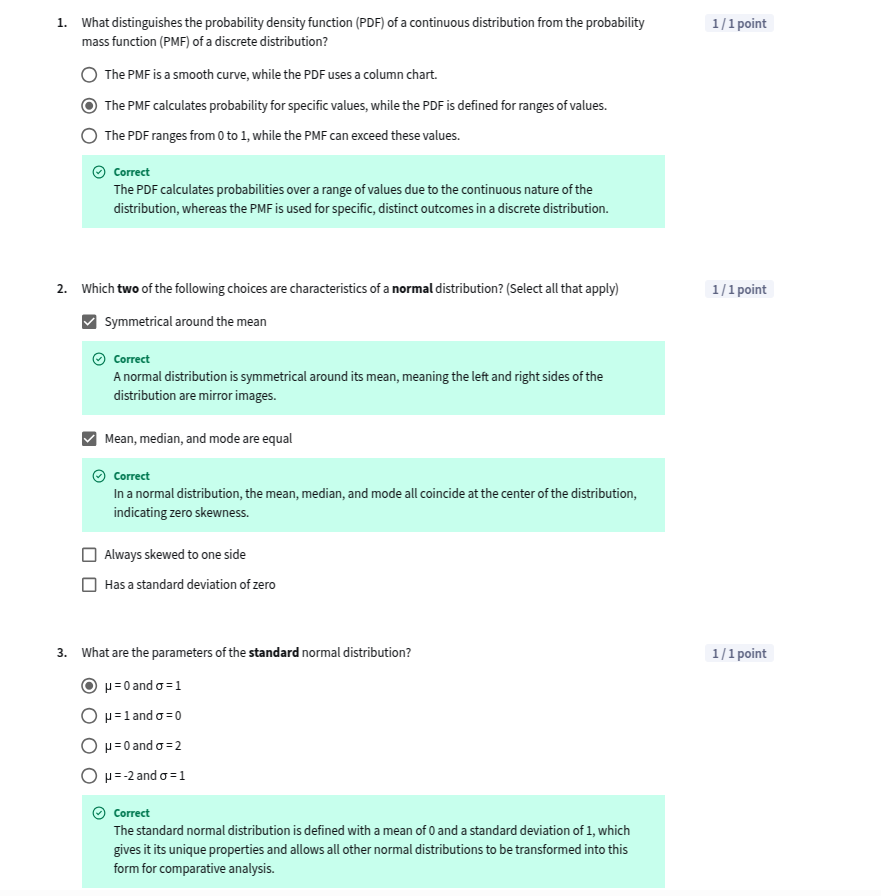 1. What distinguishes the probability density function (PDF) of a continuous distribution from the probability 1 / 1 point
mass function (PMF) of a discrete distribution?
The PMF is a smooth curve, while the PDF uses a column chart.
The PMF calculates probability for specific values, while the PDF is defined for ranges of values.
The PDF ranges from 0 to 1, while the PMF can exceed these values.
Correct
The PDF calculates probabilities over a range of values due to the continuous nature of the
distribution, whereas the PMF is used for specific, distinct outcomes in a discrete distribution.
2. Which two of the following choices are characteristics of a normal distribution? (Select all that apply) 1 / 1 point
Symmetrical around the mean
Correct
A normal distribution is symmetrical around its mean, meaning the left and right sides of the
distribution are mirror images.
Mean, median, and mode are equal
Correct
In a normal distribution, the mean, median, and mode all coincide at the center of the distribution,
indicating zero skewness.
Always skewed to one side
Has a standard deviation of zero
3. What are the parameters of the standard normal distribution? 1 / 1 point
μ = 0 and σ = 1
μ = 1 and σ = 0
μ = 0 and σ = 2
μ = -2 and σ = 1
Correct
The standard normal distribution is defined with a mean of 0 and a standard deviation of 1, which
gives it its unique properties and allows all other normal distributions to be transformed into this
form for comparative analysis.